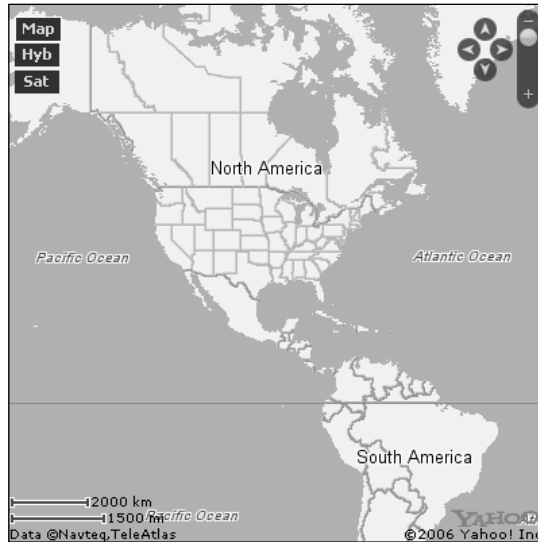 Map
Hyb
Sat
North America
Pacific Ocean
Atlantic Ocean
South America
2000 km
1500 mi
Pacific Ocean
YAHOO
Data ©Navteq,TeleAtlas
©2006 Yahoo! Inc